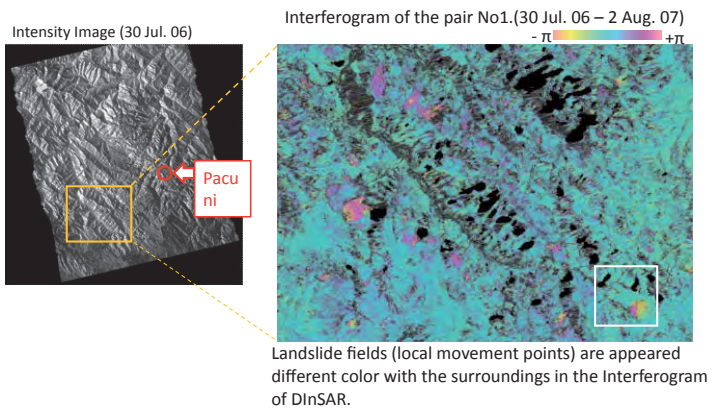 Intensity Image (30 Jul. 06)
Interferogram of the pair No1.(30 Jul. 06 – 2 Aug. 07)
- π
+π
Pacu
ni
Landslide fields (local movement points) are appeared
different color with the surroundings in the Interferogram
of DInSAR.